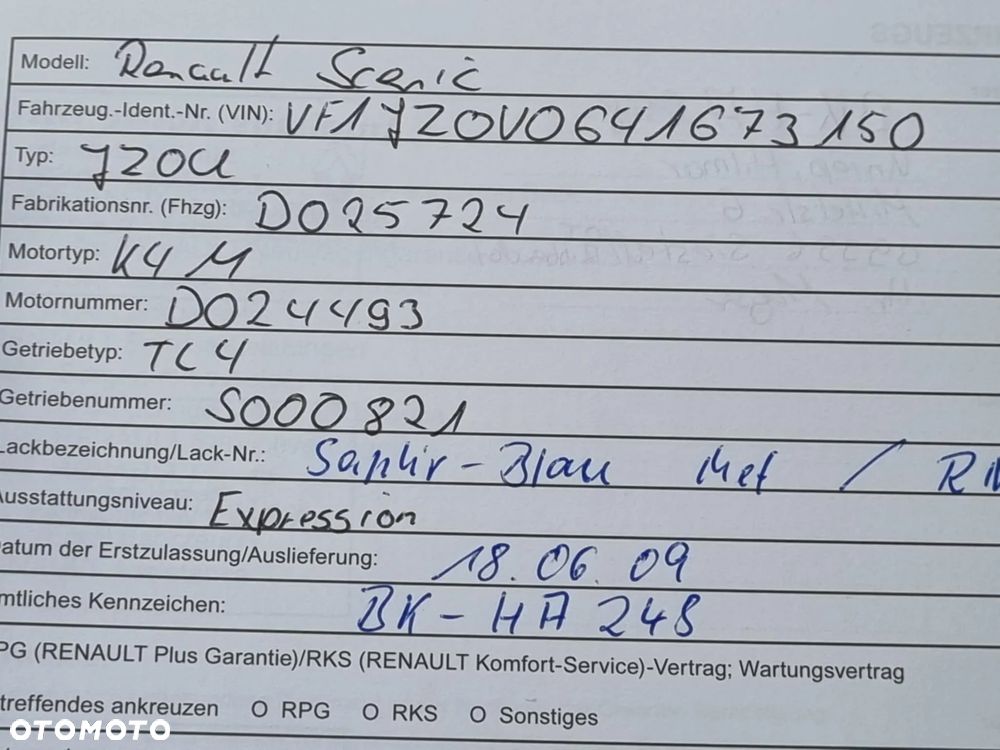 Modell: Renault Scenic
Fahrzeug.-Ident.-Nr. (VIN): VF1JZ0V0641673150
Typ: JZ0U
Fabrikationsnr. (Fhzg): D025724
Motortyp: K4M
Motornummer: D024493
Getriebetyp: TL4
Getriebenummer: S000821
Lackbezeichnung/Lack-Nr.: Saphir-Blau Met / RN
Ausstattungsniveau: Expression
atum der Erstzulassung/Auslieferung: 18.06.09
mtliches Kennzeichen: BK-HA 248
PG (RENAULT Plus Garantie)/RKS (RENAULT Komfort-Service)-Vertrag; Wartungsvertrag
treffendes ankreuzen O RPG O RKS O Sonstiges
OTOMOTO